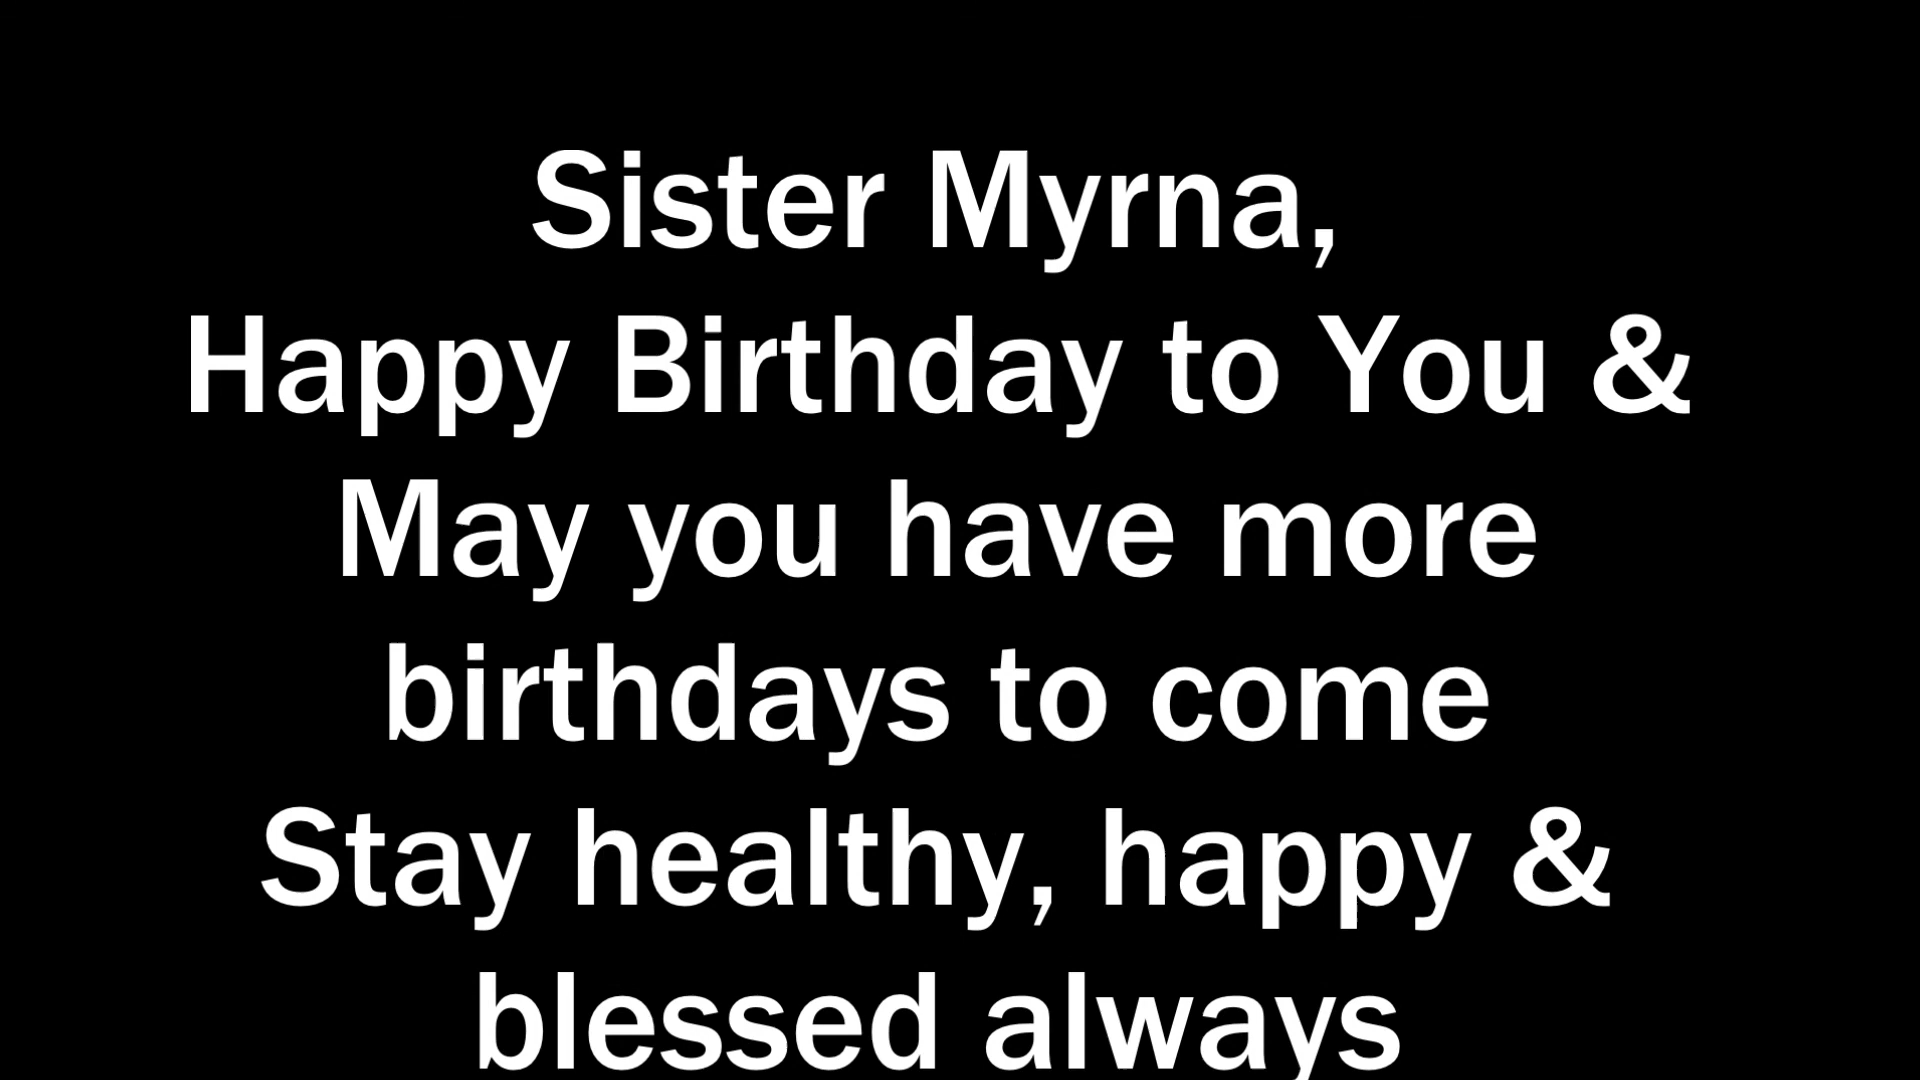 Sister Myrna,
Happy Birthday to You &
May you have more
birthdays to come
Stay healthy, happy &
blessed always